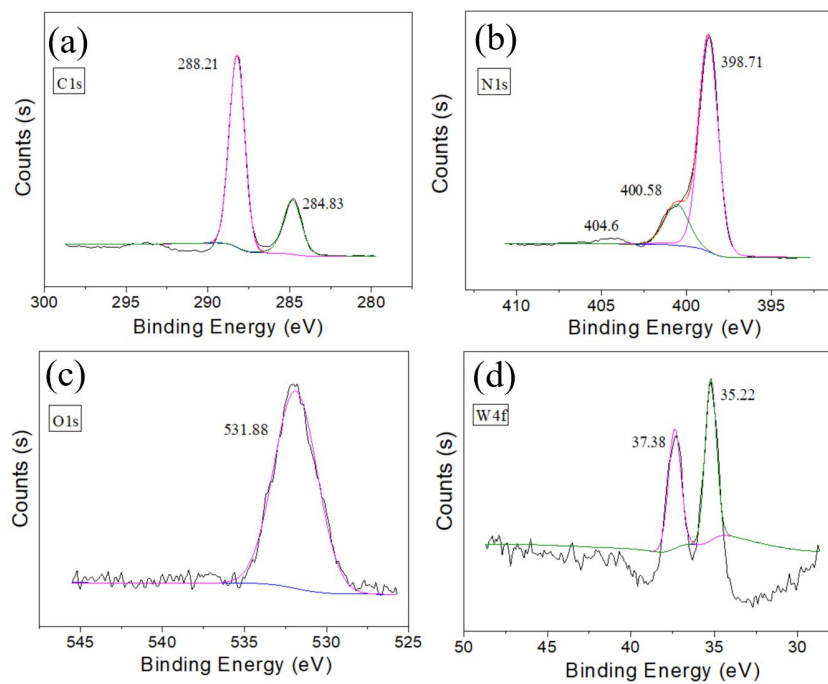 (a)
C1s
288.21
284.83
Counts (s)
300 295 290 285 280
Binding Energy (eV)
(b)
N1s
398.71
400.58
404.6
Counts (s)
410 405 400 395
Binding Energy (eV)
(c)
O1s
531.88
Counts (s)
545 540 535 530 525
Binding Energy (eV)
(d)
W4f
35.22
37.38
Counts (s)
50 45 40 35 30
Binding Energy (eV)